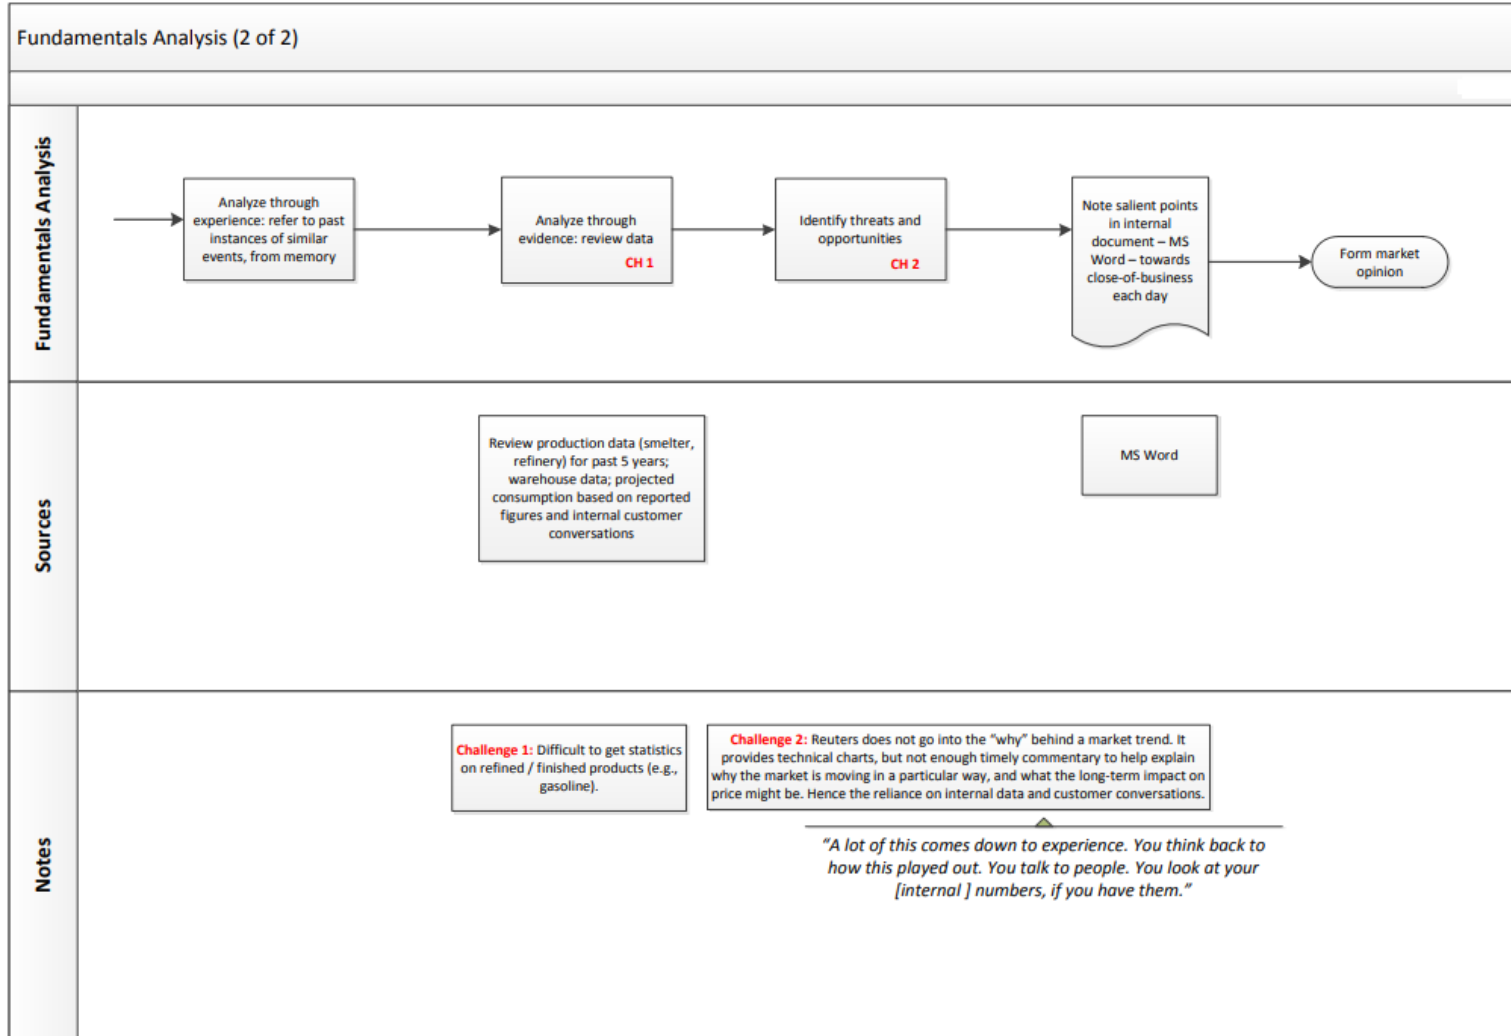 Fundamentals Analysis (2 of 2)
Fundamentals Analysis
Analyze through
experience: refer to past
instances of similar
events, from memory
Analyze through
evidence: review data
CH 1
Identify threats and
opportunities
CH 2
Note salient points
in internal
document – MS
Word – towards
close-of-business
each day
Form market
opinion
Sources
Review production data (smelter,
refinery) for past 5 years;
warehouse data; projected
consumption based on reported
figures and internal customer
conversations
MS Word
Notes
Challenge 1: Difficult to get statistics
on refined / finished products (e.g.,
gasoline).
Challenge 2: Reuters does not go into the “why” behind a market trend. It
provides technical charts, but not enough timely commentary to help explain
why the market is moving in a particular way, and what the long-term impact on
price might be. Hence the reliance on internal data and customer conversations.
“A lot of this comes down to experience. You think back to
how this played out. You talk to people. You look at your
[internal ] numbers, if you have them.”